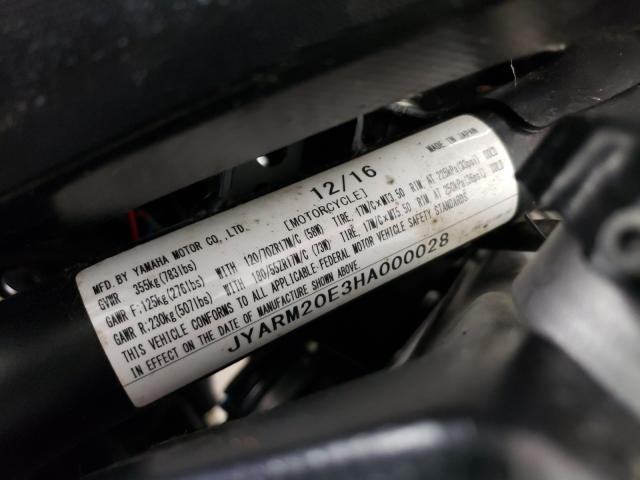 12/16
MFD. BY YAMAHA MOTOR CO., LTD. [MOTORCYCLE] MADE IN JAPAN
GVWR 355kg(783lbs)
GAWR F:125kg(276lbs) WITH 120/70ZR17M/C (58W) TIRE, 17M/C×MT3.50 RIM, AT 225kPa(33psi) COLD
GAWR R:230kg(507lbs) WITH 180/55ZR17M/C (73W) TIRE, 17M/C×MT5.50 RIM, AT 250kPa(36psi) COLD
THIS VEHICLE CONFORMS TO ALL APPLICABLE FEDERAL MOTOR VEHICLE SAFETY STANDARDS
IN EFFECT ON THE DATE OF MANUFACTURE SHOWN ABOVE
JYARM20E3HA000028